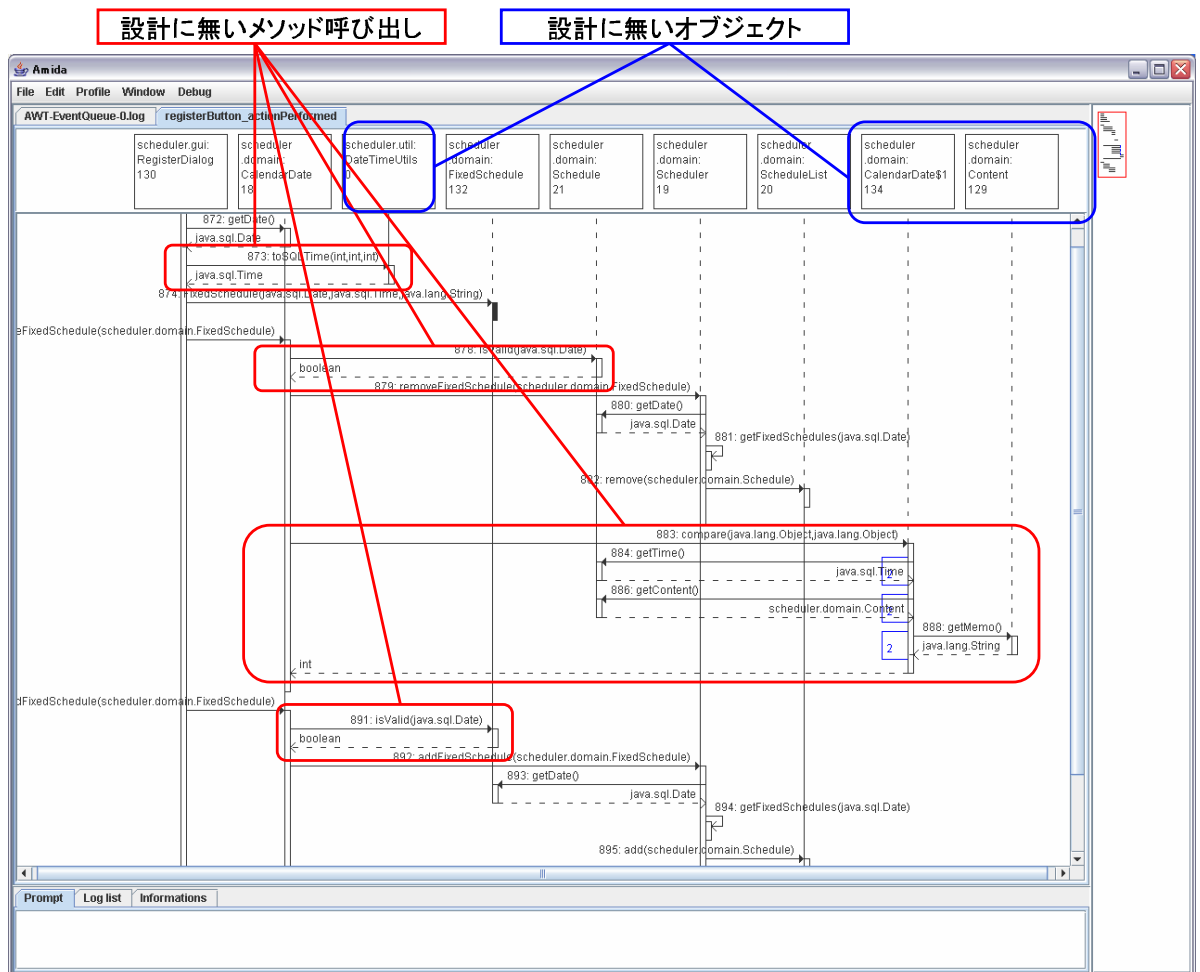 設計に無いメソッド呼び出し
設計に無いオブジェクト
Amida
File Edit Profile Window Debug
AWT-EventQueue-0.log
registerButton_actionPerformed
scheduler.gui:
RegisterDialog
130
scheduler
.domain:
CalendarDate
18
scheduler.util:
DateTimeUtils
0
scheduler
.domain:
FixedSchedule
132
scheduler
.domain:
Schedule
21
scheduler
.domain:
Scheduler
19
scheduler
.domain:
ScheduleList
20
scheduler
.domain:
CalendarDate$1
134
scheduler
.domain:
Content
129
872: getDate()
java.sql.Date
873: toSQLTime(int,int,int)
java.sql.Time
874: FixedSchedule(java.sql.Date,java.sql.Time,java.lang.String)
eFixedSchedule(scheduler.domain.FixedSchedule)
878: isValid(java.sql.Date)
boolean
879: removeFixedSchedule(scheduler.domain.FixedSchedule)
880: getDate()
java.sql.Date
881: getFixedSchedules(java.sql.Date)
882: remove(scheduler.domain.Schedule)
883: compare(java.lang.Object,java.lang.Object)
884: getTime()
java.sql.Time
2
886: getContent()
scheduler.domain.Content
2
888: getMemo()
java.lang.String
2
int
dFixedSchedule(scheduler.domain.FixedSchedule)
891: isValid(java.sql.Date)
boolean
892: addFixedSchedule(scheduler.domain.FixedSchedule)
893: getDate()
java.sql.Date
894: getFixedSchedules(java.sql.Date)
895: add(scheduler.domain.Schedule)
Prompt
Log list
Informations